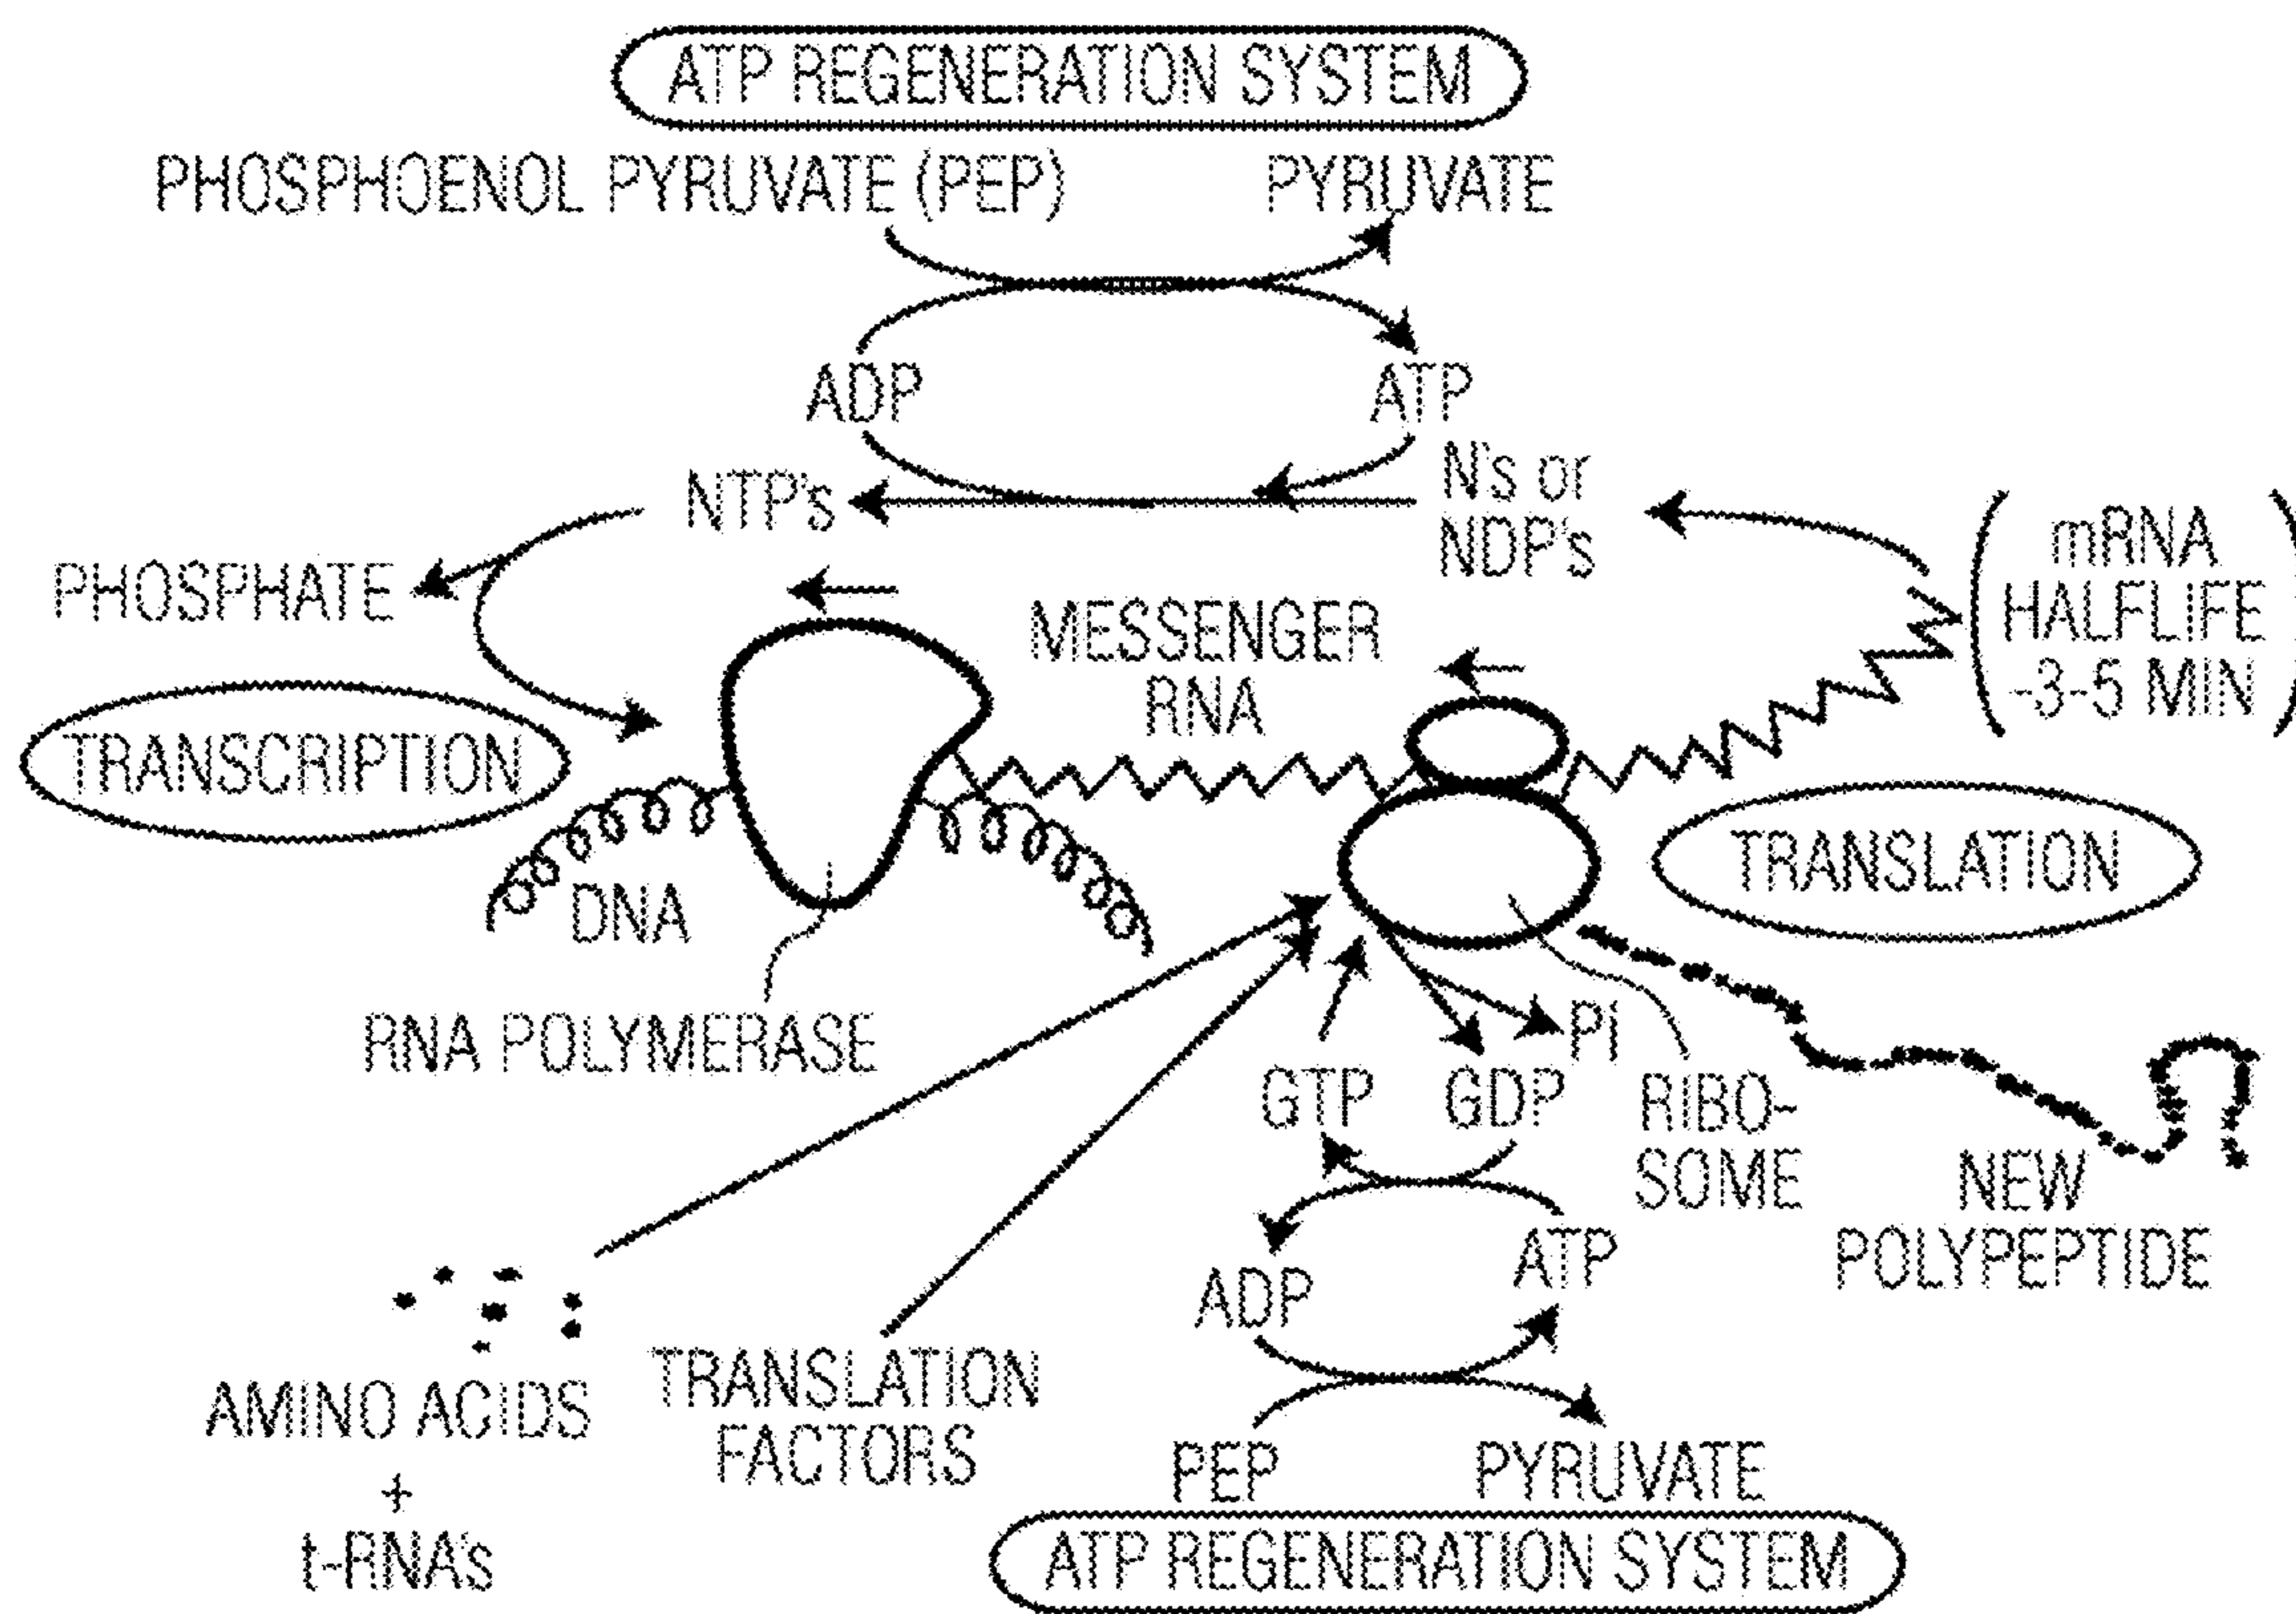 ATP REGENERATION SYSTEM
PHOSPHOENOL PYRUVATE (PEP)
PYRUVATE
ADP
ATP
NTP's
N's or
NDP's
PHOSPHATE
mRNA
HALFLIFE
-3-5 MIN
MESSENGER
RNA
TRANSCRIPTION
TRANSLATION
DNA
RNA POLYMERASE
Pi
GTP
GDP
RIBO-
SOME
NEW
POLYPEPTIDE
ADP
ATP
AMINO ACIDS
+
t-RNA's
TRANSLATION
FACTORS
PEP
PYRUVATE
ATP REGENERATION SYSTEM